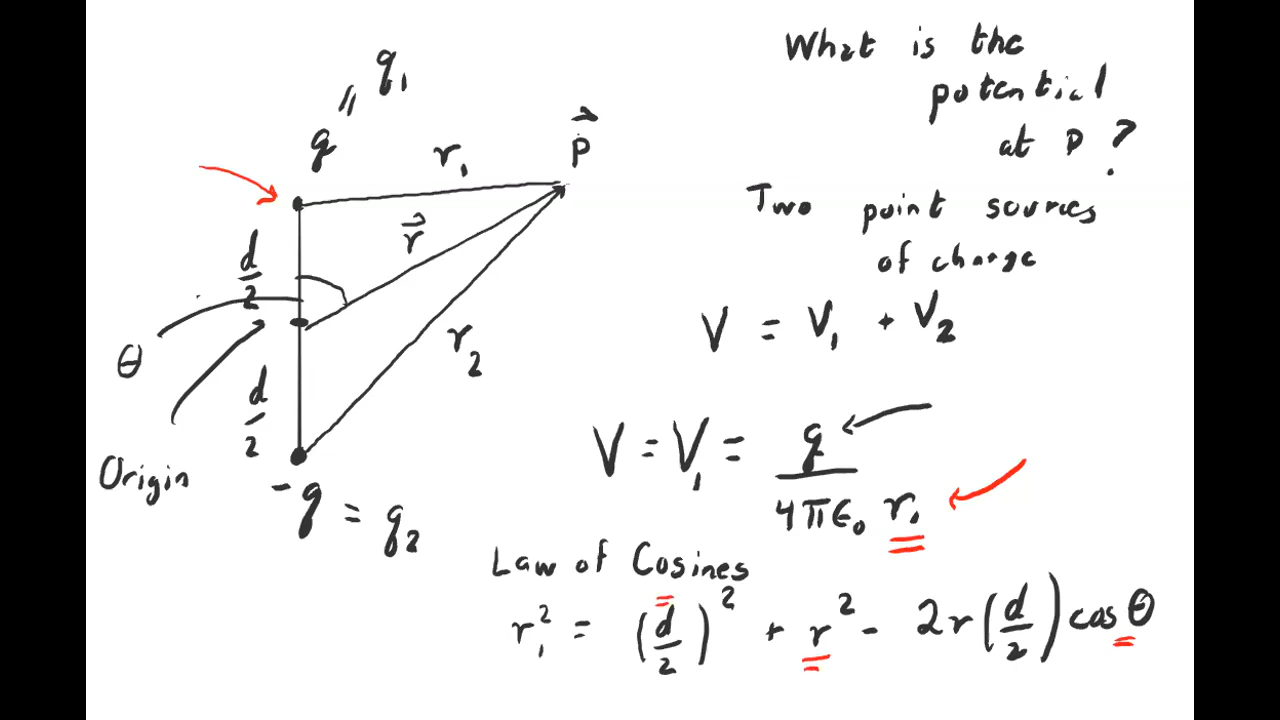 What is the
potential
at P ?
Two point sources
of charge
V = V₁ + V₂
V = V₁ = q / 4πϵ₀ r₁
Law of Cosines
r₁² = (d/2)² + r² - 2r(d/2) cos θ
q₁
"
q
r₁
P⃗
r⃗
d/2
θ
r₂
d/2
Origin
-q = q₂